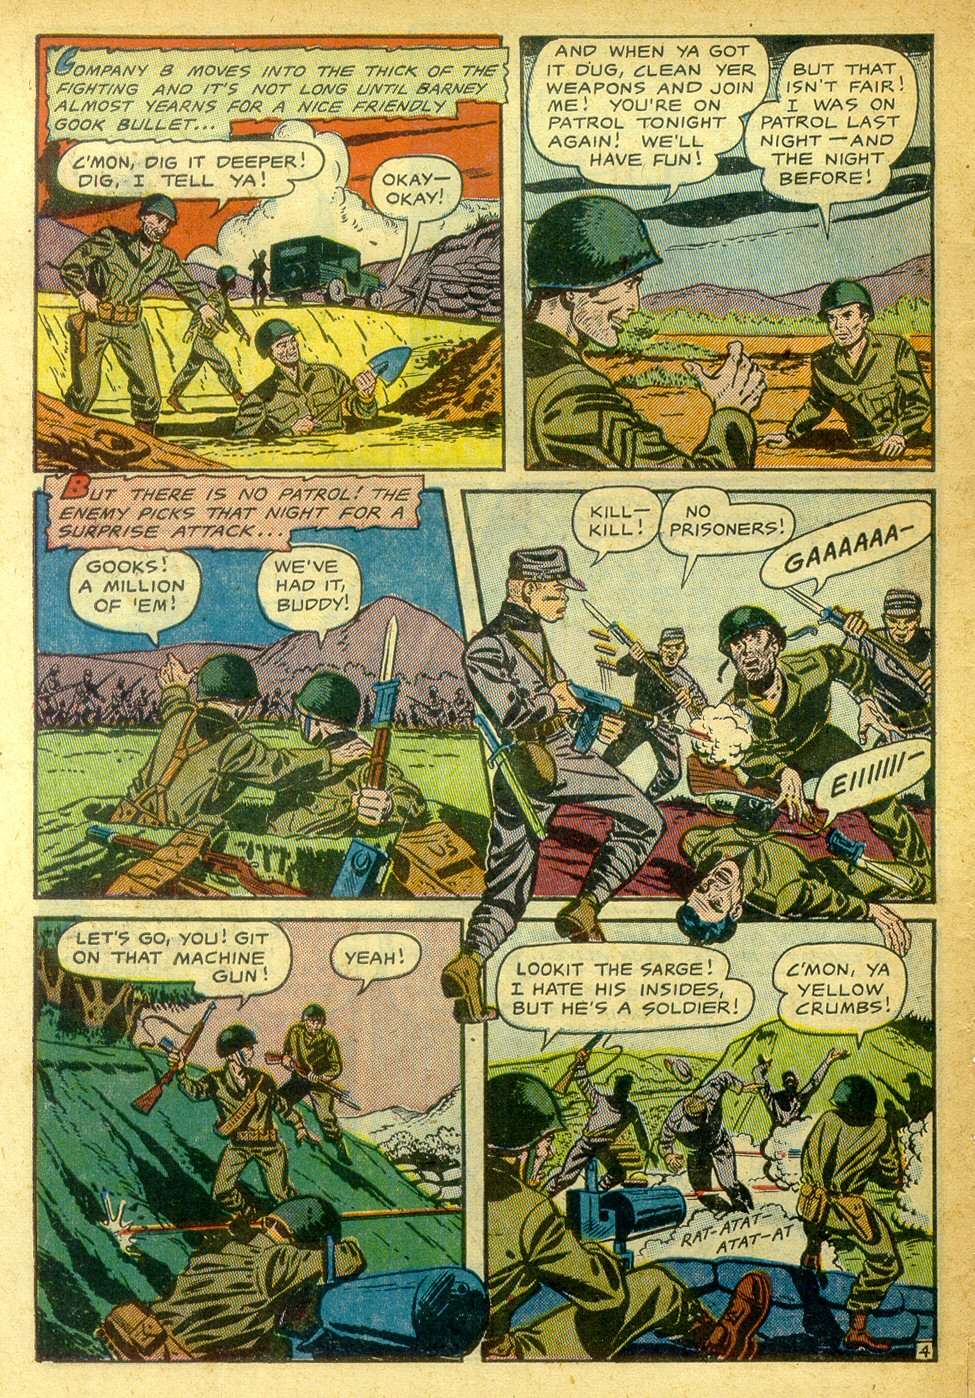 COMPANY B MOVES INTO THE THICK OF THE
FIGHTING AND IT'S NOT LONG UNTIL BARNEY
ALMOST YEARNS FOR A NICE FRIENDLY
GOOK BULLET...
C'MON, DIG IT DEEPER!
DIG, I TELL YA!
OKAY—
OKAY!
AND WHEN YA GOT
IT DUG, CLEAN YER
WEAPONS AND JOIN
ME! YOU'RE ON
PATROL TONIGHT
AGAIN! WE'LL
HAVE FUN!
BUT THAT
ISN'T FAIR!
I WAS ON
PATROL LAST
NIGHT—AND
THE NIGHT
BEFORE!
BUT THERE IS NO PATROL! THE
ENEMY PICKS THAT NIGHT FOR A
SURPRISE ATTACK...
GOOKS!
A MILLION
OF 'EM!
WE'VE
HAD IT,
BUDDY!
US
KILL—
KILL!
NO
PRISONERS!
GAAAAAA-
EIIIIIII-
LET'S GO, YOU! GIT
ON THAT MACHINE
GUN!
YEAH!
LOOKIT THE SARGE!
I HATE HIS INSIDES,
BUT HE'S A SOLDIER!
C'MON, YA
YELLOW
CRUMBS!
RAT-ATAT-
ATAT-AT
4